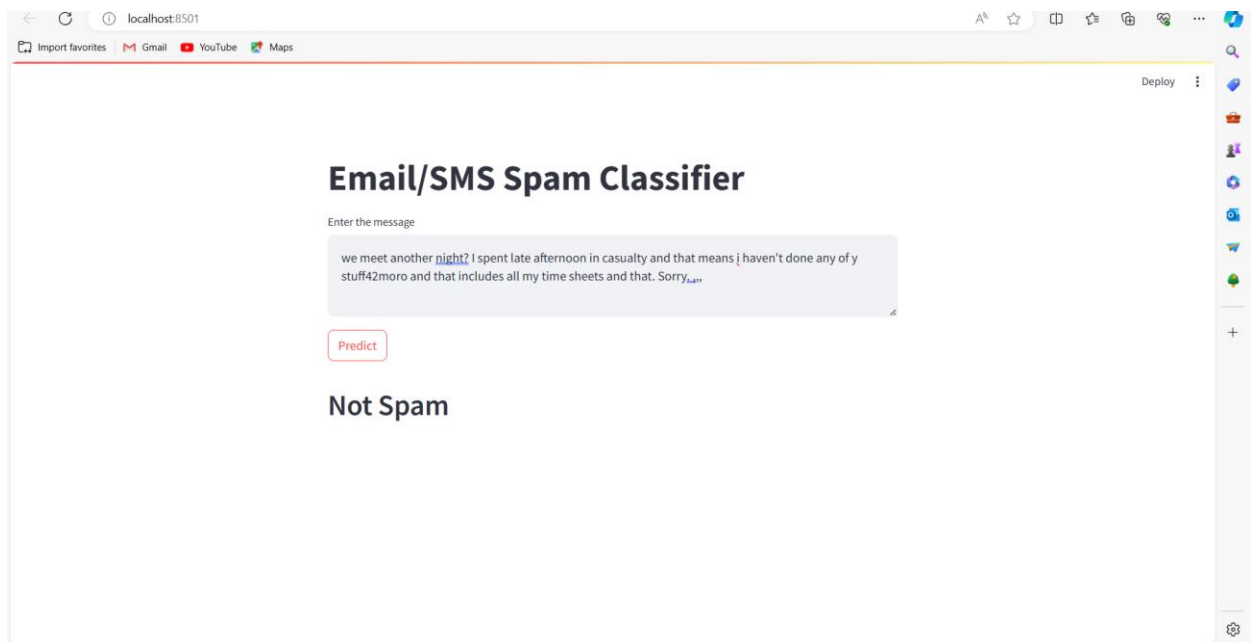 localhost:8501
Import favorites Gmail YouTube Maps
Deploy
Email/SMS Spam Classifier
Enter the message
we meet another night? I spent late afternoon in casualty and that means i haven't done any of y
stuff42moro and that includes all my time sheets and that. Sorry. ,,,
Predict
Not Spam